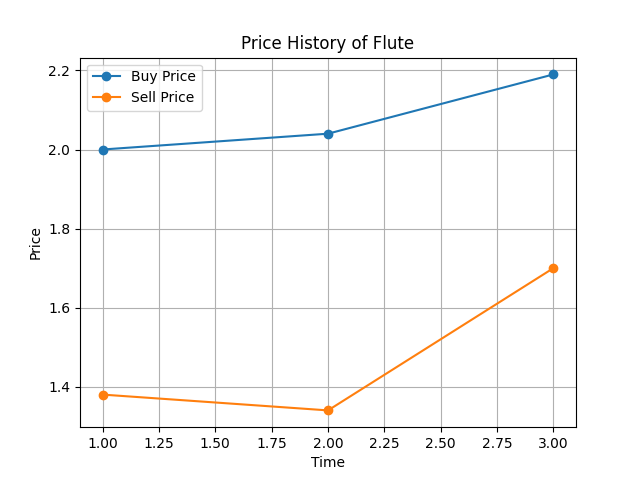 Price History of Flute
Buy Price
Sell Price
Price
2.2
2.0
1.8
1.6
1.4
1.00 1.25 1.50 1.75 2.00 2.25 2.50 2.75 3.00
Time